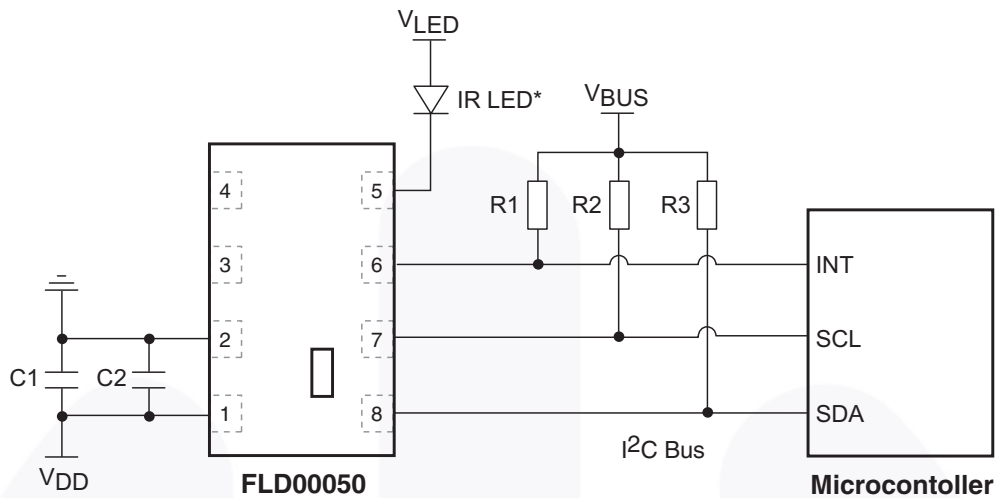 VLED
IR LED*
VBUS
R1
R2
R3
4
5
3
6
INT
2
7
SCL
C1
C2
1
8
SDA
I2C Bus
VDD
FLD00050
Microcontoller